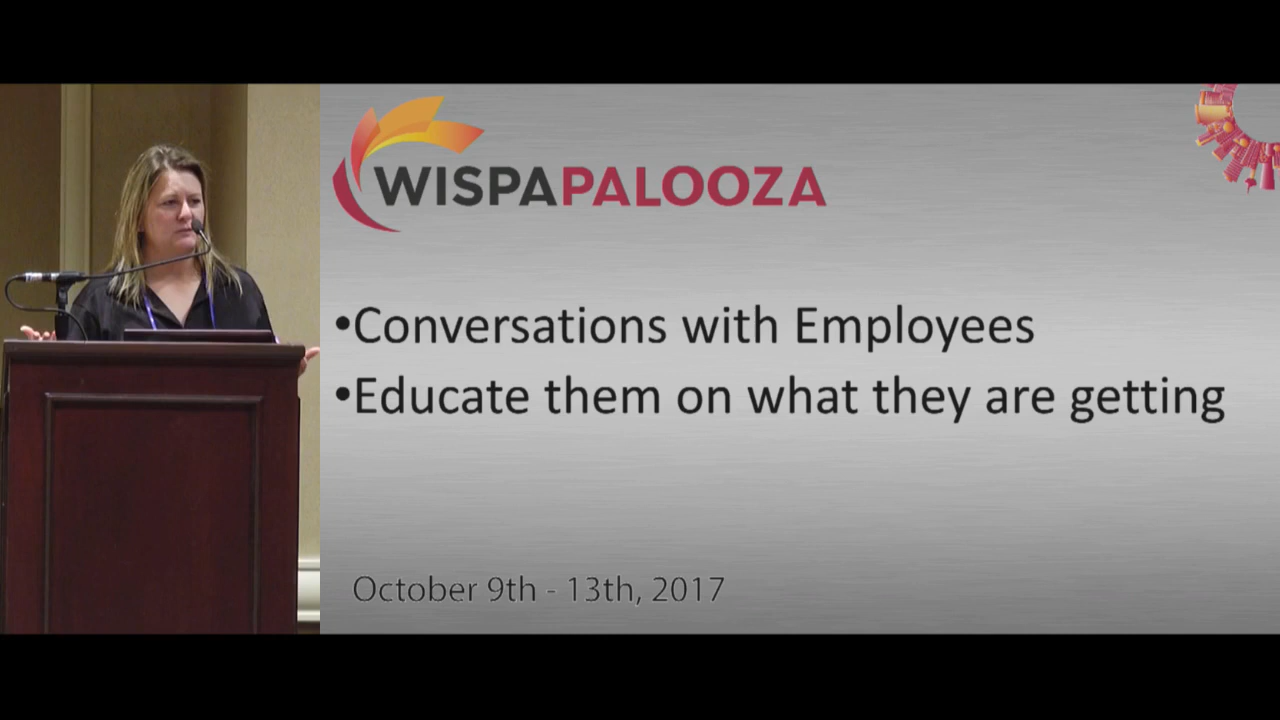 WISPAPALOOZA
•Conversations with Employees
•Educate them on what they are getting
October 9th - 13th, 2017